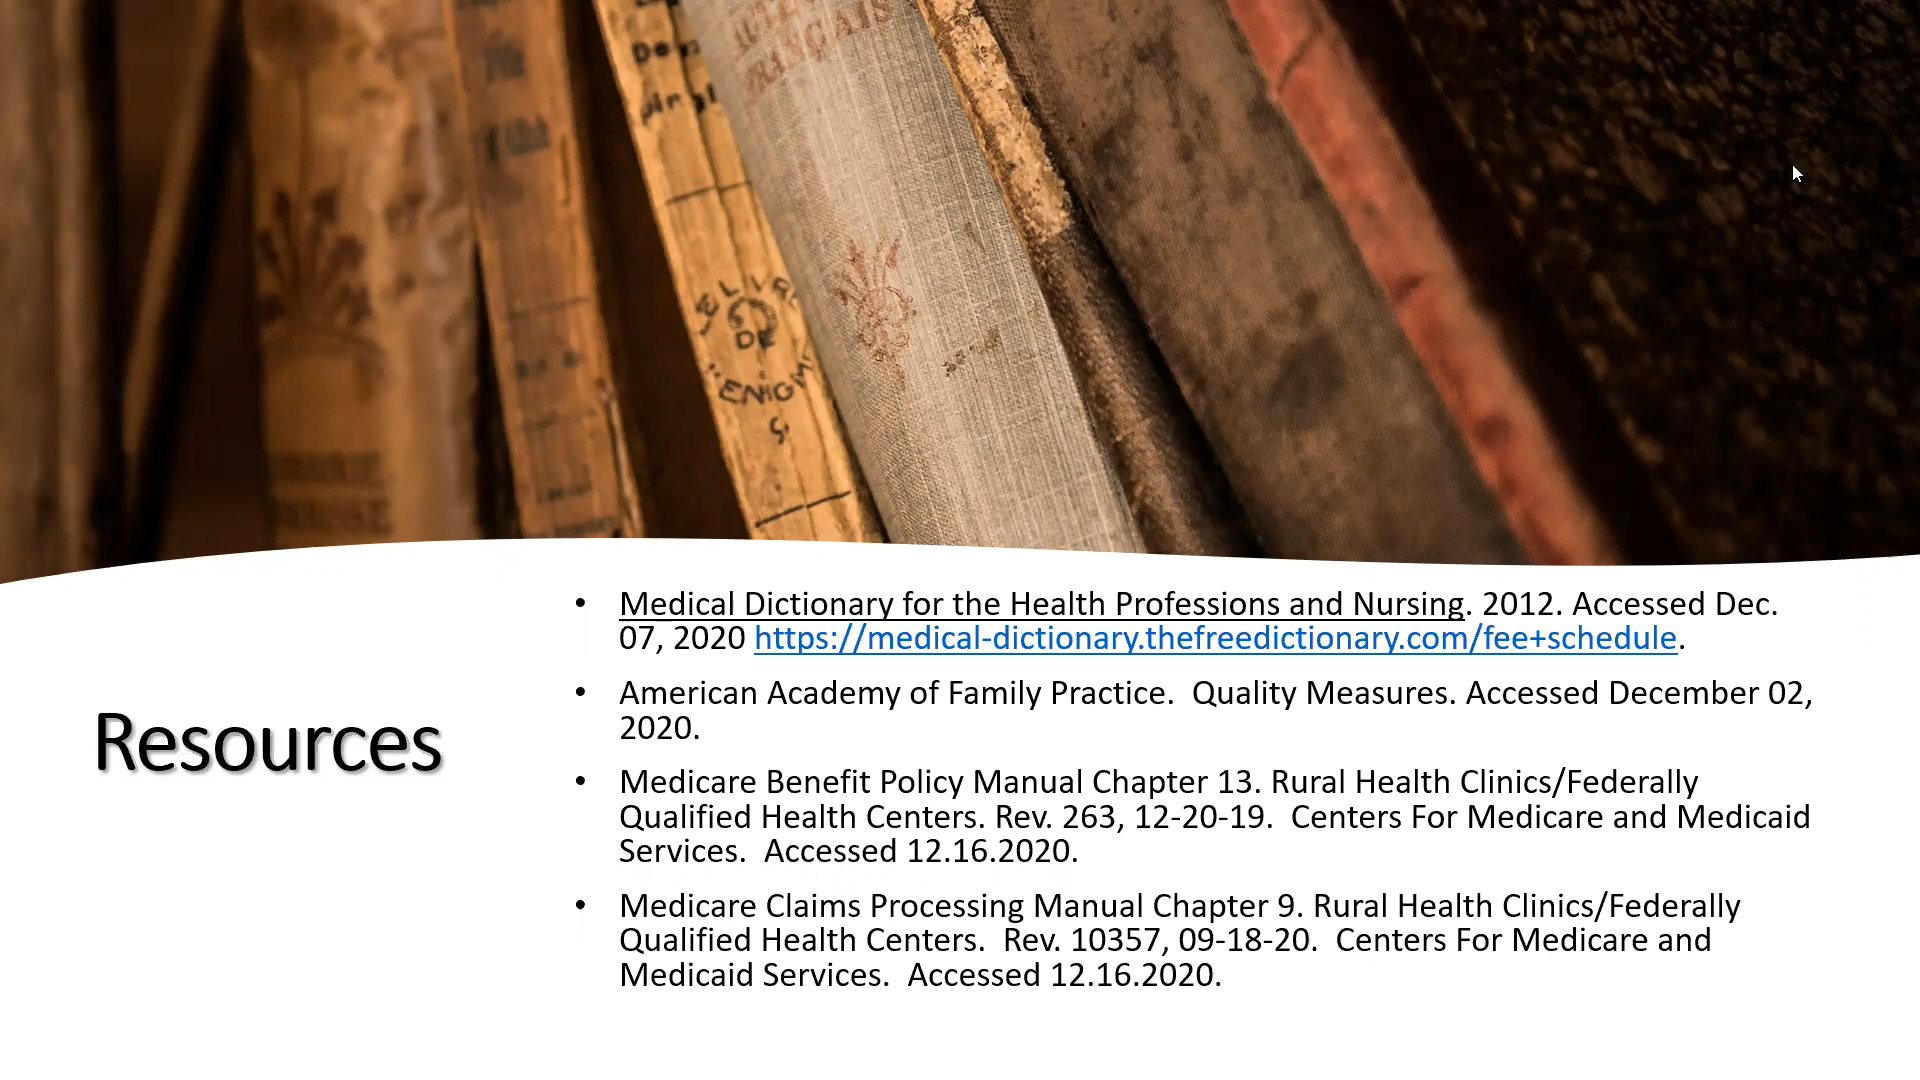 FRANÇAIS
DE
L'ENIGM
Resources
• Medical Dictionary for the Health Professions and Nursing. 2012. Accessed Dec.
07, 2020 https://medical-dictionary.thefreedictionary.com/fee+schedule.
• American Academy of Family Practice.  Quality Measures. Accessed December 02,
2020.
• Medicare Benefit Policy Manual Chapter 13. Rural Health Clinics/Federally
Qualified Health Centers. Rev. 263, 12-20-19.  Centers For Medicare and Medicaid
Services.  Accessed 12.16.2020.
• Medicare Claims Processing Manual Chapter 9. Rural Health Clinics/Federally
Qualified Health Centers.  Rev. 10357, 09-18-20.  Centers For Medicare and
Medicaid Services.  Accessed 12.16.2020.